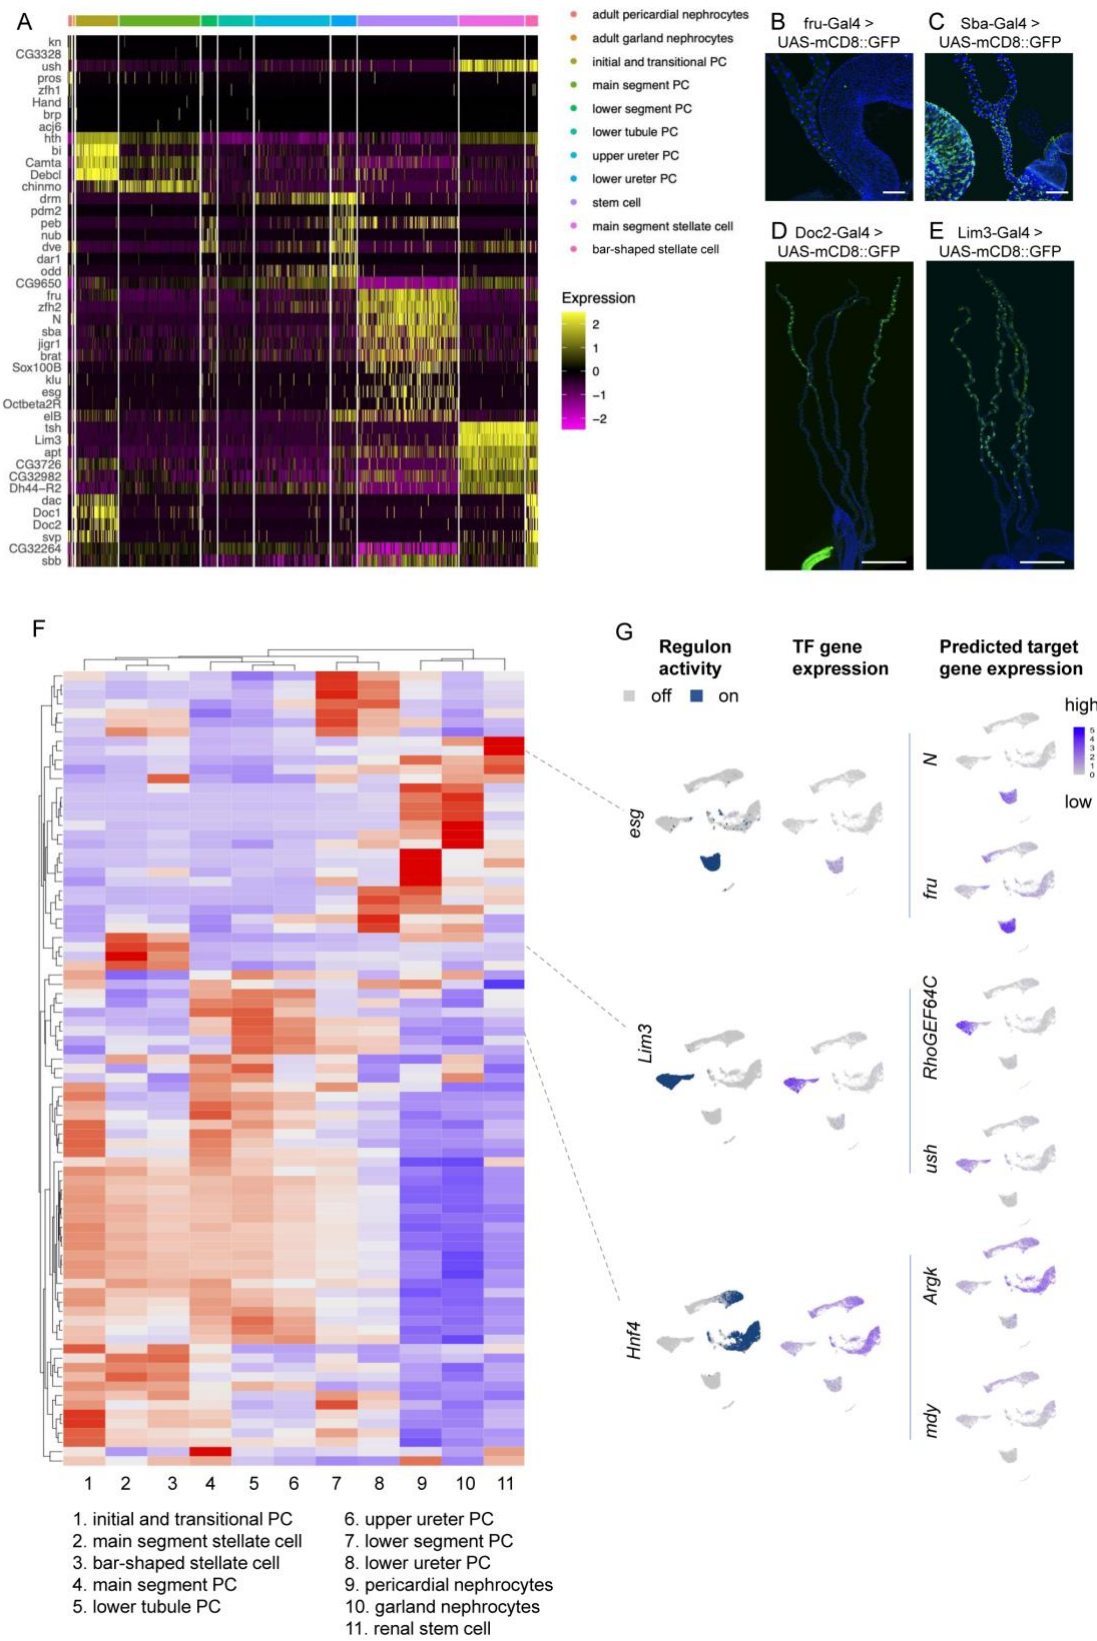 A
kn
CG3328
ush
pros
zfh1
Hand
brp
acj6
hth
bi
Camta
Debcl
chinmo
drm
pdm2
peb
nub
dve
dar1
odd
CG9650
fru
zfh2
N
sba
jigr1
brat
Sox100B
klu
esg
Octbeta2R
elB
tsh
Lim3
apt
CG3726
CG32982
Dh44-R2
dac
Doc1
Doc2
svp
CG32264
sbb
adult pericardial nephrocytes
adult garland nephrocytes
initial and transitional PC
main segment PC
lower segment PC
lower tubule PC
upper ureter PC
lower ureter PC
stem cell
main segment stellate cell
bar-shaped stellate cell
Expression
2
1
0
−1
−2
B fru-Gal4 >
UAS-mCD8::GFP
C Sba-Gal4 >
UAS-mCD8::GFP
D Doc2-Gal4 >
UAS-mCD8::GFP
E Lim3-Gal4 >
UAS-mCD8::GFP
F
1 2 3 4 5 6 7 8 9 10 11
1. initial and transitional PC
2. main segment stellate cell
3. bar-shaped stellate cell
4. main segment PC
5. lower tubule PC
6. upper ureter PC
7. lower segment PC
8. lower ureter PC
9. pericardial nephrocytes
10. garland nephrocytes
11. renal stem cell
G
Regulon
activity
off on
TF gene
expression
Predicted target
gene expression
high
5
4
3
2
1
0
low
esg
N
fru
Lim3
RhoGEF64C
ush
Hnf4
Argk
mdy